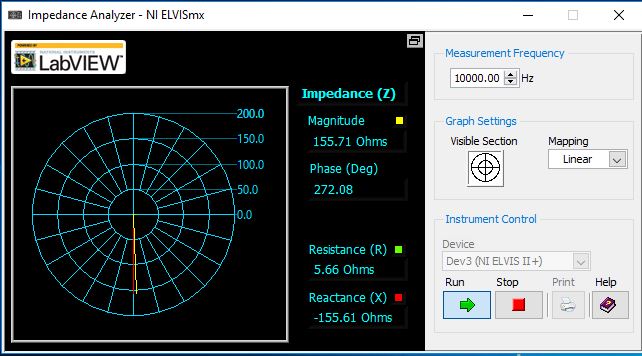 Impedance Analyzer - NI ELVISmx
POWERED BY
NATIONAL INSTRUMENTS
LabVIEW™
200.0
150.0
100.0
50.0
0.0
Impedance (Z)
Magnitude
155.71 Ohms
Phase (Deg)
272.08
Resistance (R)
5.66 Ohms
Reactance (X)
-155.61 Ohms
Measurement Frequency
10000.00 Hz
Graph Settings
Visible Section Mapping
Linear
Instrument Control
Device
Dev3 (NI ELVIS II+)
Run Stop Print Help